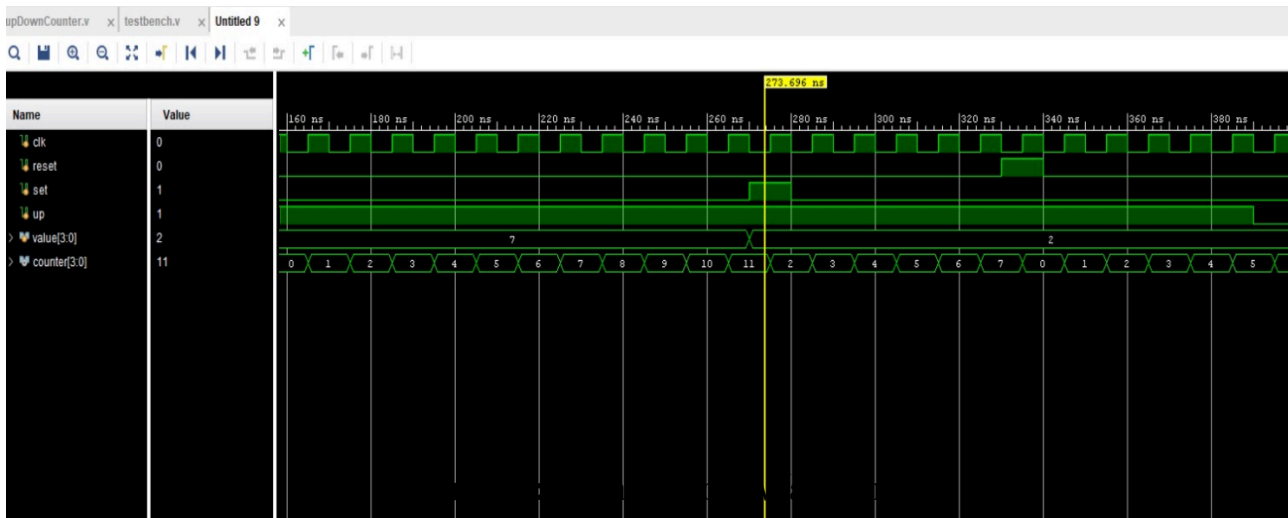 upDownCounter.v x testbench.v x Untitled 9 x
273.696 ns
Name Value
160 ns 180 ns 200 ns 220 ns 240 ns 260 ns 280 ns 300 ns 320 ns 340 ns 360 ns 380 ns
clk 0
reset 0
set 1
up 1
value[3:0] 2 7 2
counter[3:0] 11 0 1 2 3 4 5 6 7 8 9 10 11 2 3 4 5 6 7 0 1 2 3 4 5